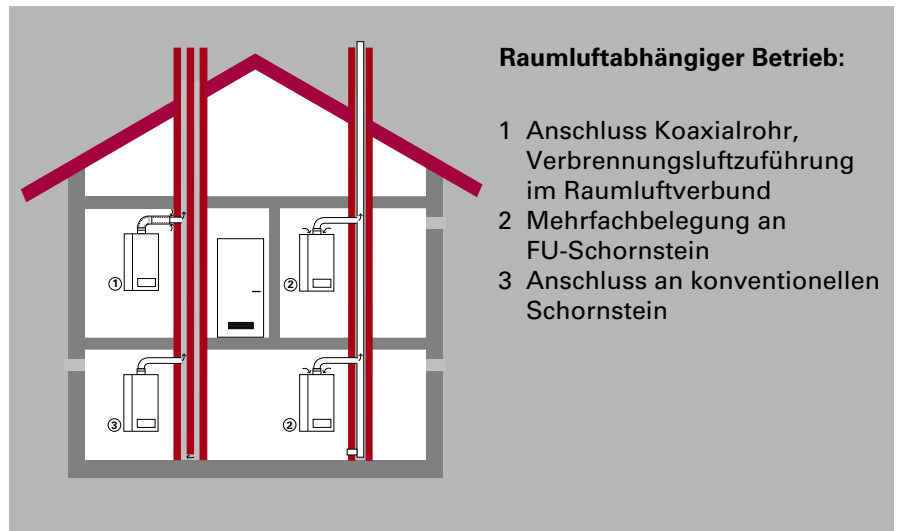 Raumluftabhängiger Betrieb:
1 Anschluss Koaxialrohr,
Verbrennungsluftzuführung
im Raumluftverbund
2 Mehrfachbelegung an
FU-Schornstein
3 Anschluss an konventionellen
Schornstein
1
2
3
2